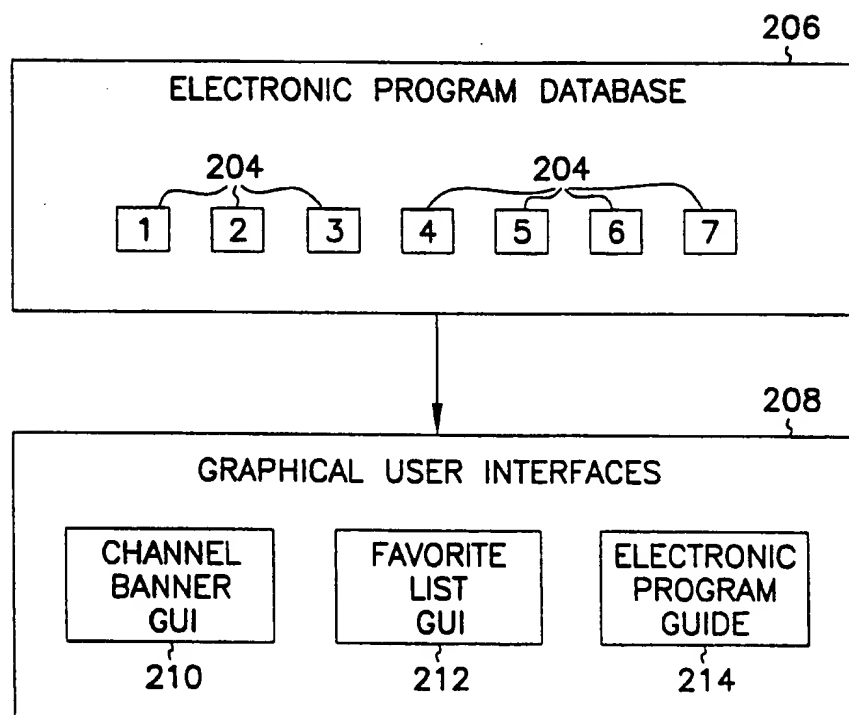 206
ELECTRONIC PROGRAM DATABASE
204 204
1 2 3 4 5 6 7
208
GRAPHICAL USER INTERFACES
CHANNEL
BANNER
GUI
FAVORITE
LIST
GUI
ELECTRONIC
PROGRAM
GUIDE
210 212 214